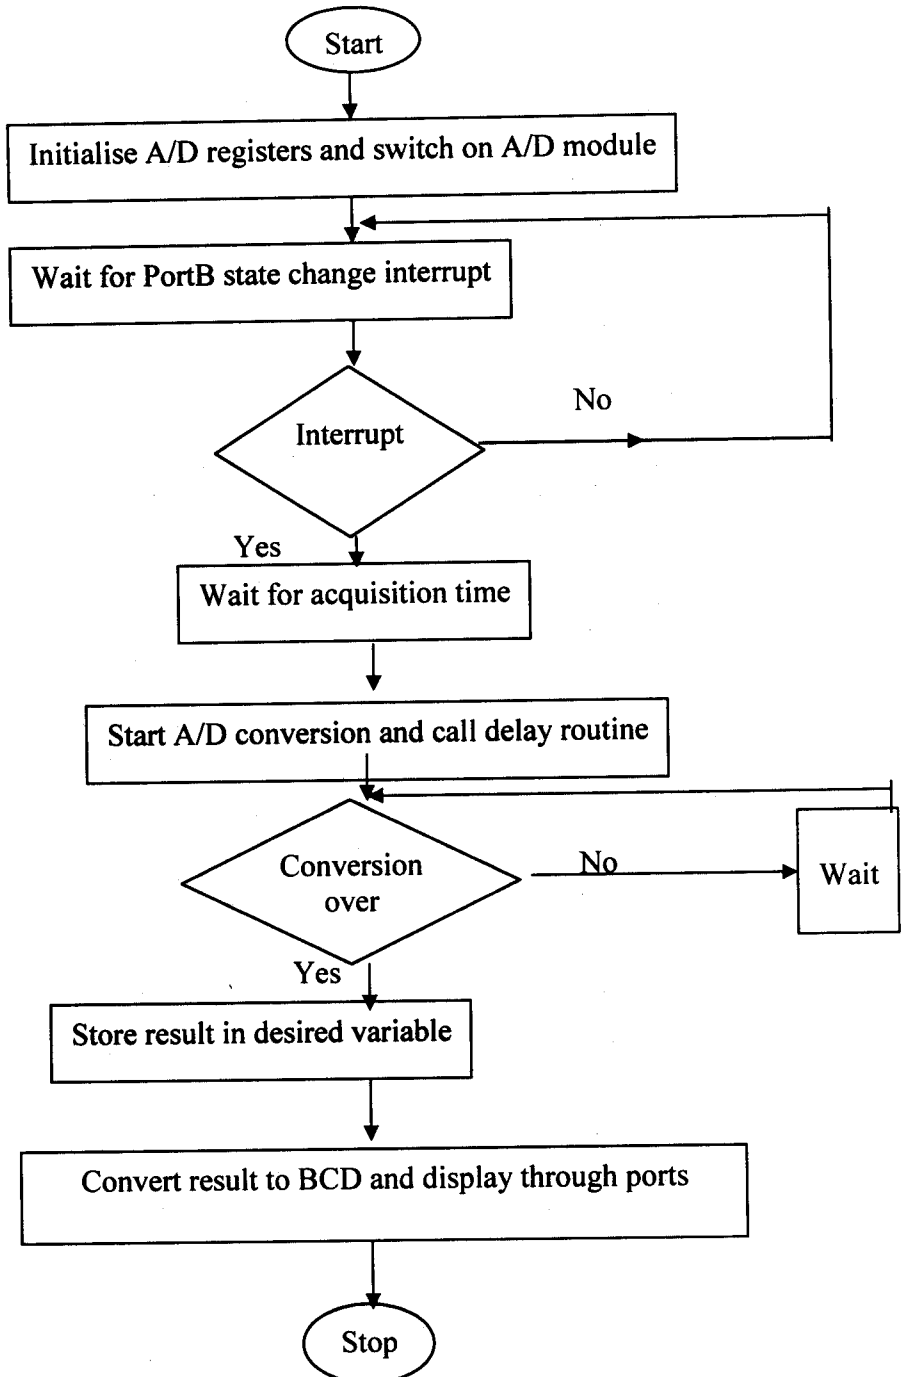 Start
Initialise A/D registers and switch on A/D module
Wait for PortB state change interrupt
No
Interrupt
Yes
Wait for acquisition time
Start A/D conversion and call delay routine
Conversion
over
No
Wait
Yes
Store result in desired variable
Convert result to BCD and display through ports
Stop